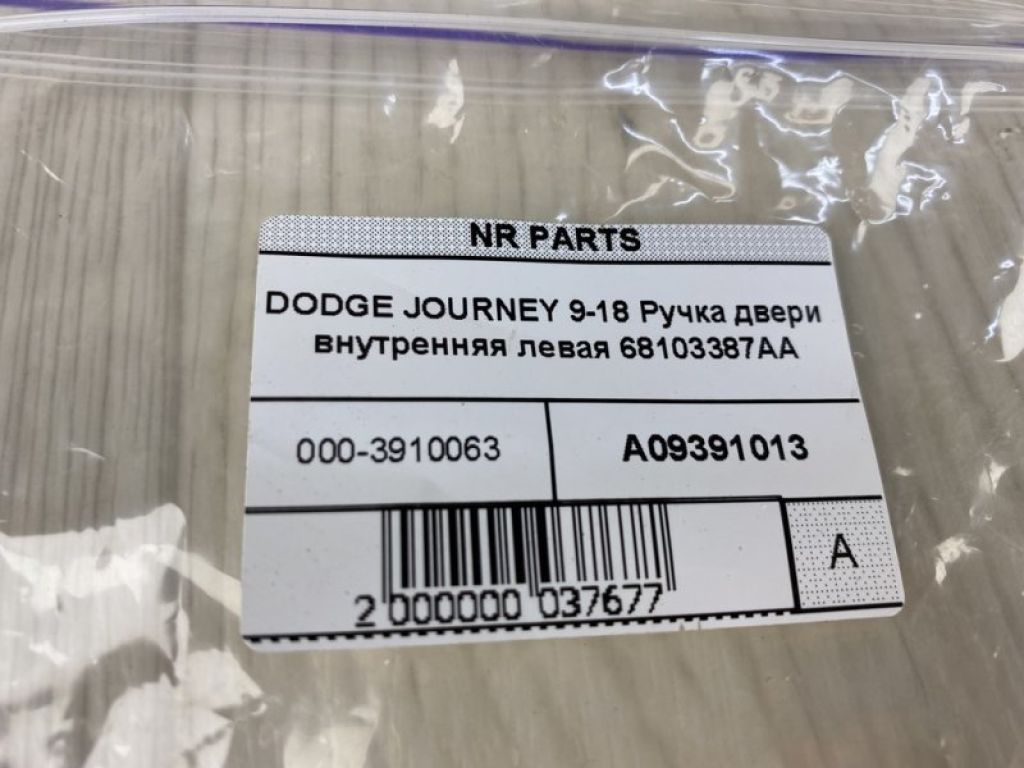 NR PARTS
DODGE JOURNEY 9-18 Ручка двери
внутренняя левая 68103387AA
000-3910063
A09391013
A
2 000000 037677